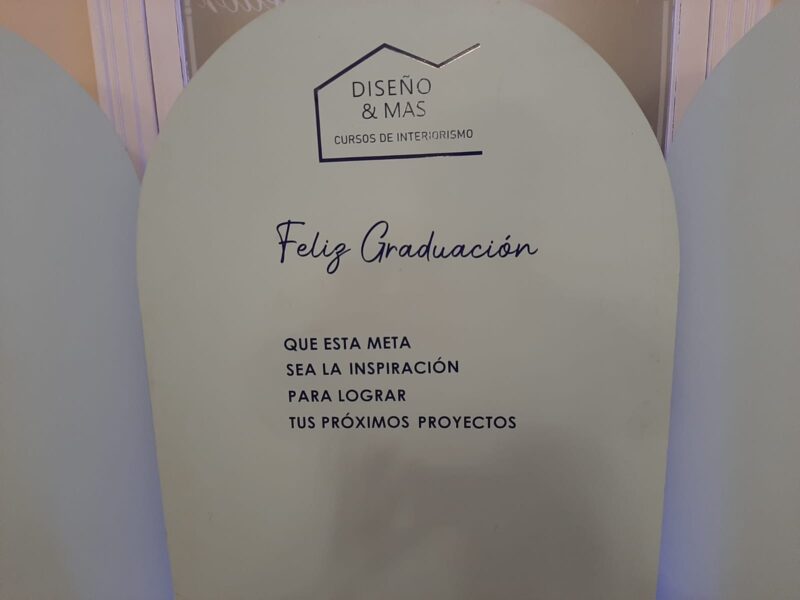 DISEÑO
& MAS
CURSOS DE INTERIORISMO
Feliz Graduación
QUE ESTA META
SEA LA INSPIRACIÓN
PARA LOGRAR
TUS PRÓXIMOS PROYECTOS